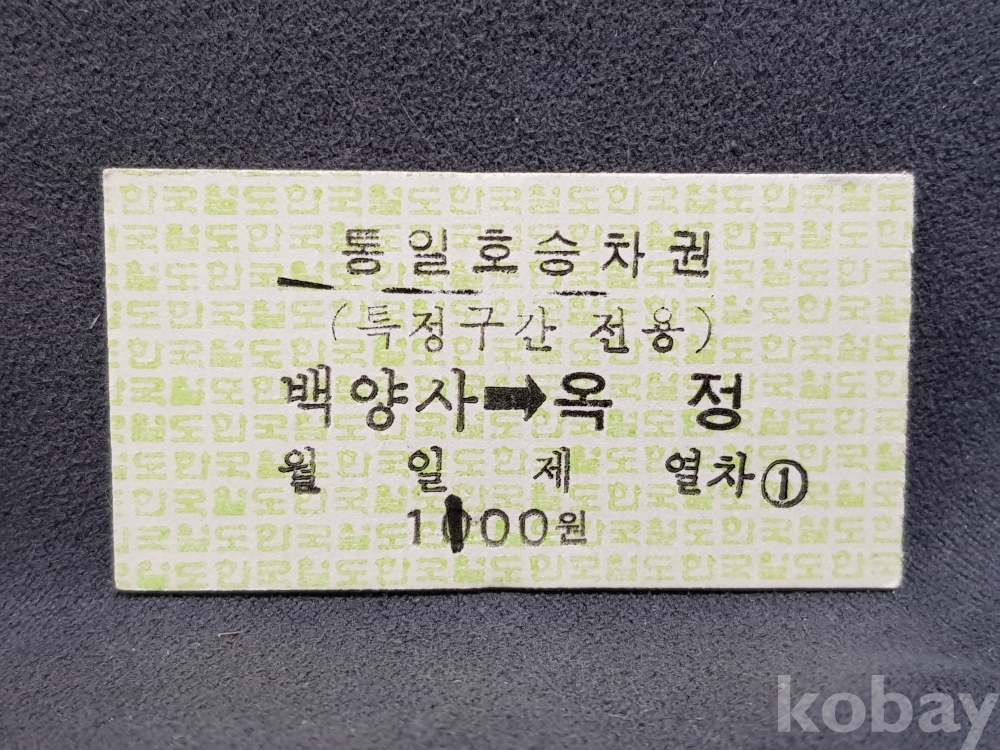 통일호승차권
(특정구간 전용)
백양사➡옥 정
월 일 제 열차①
1000원
kobay